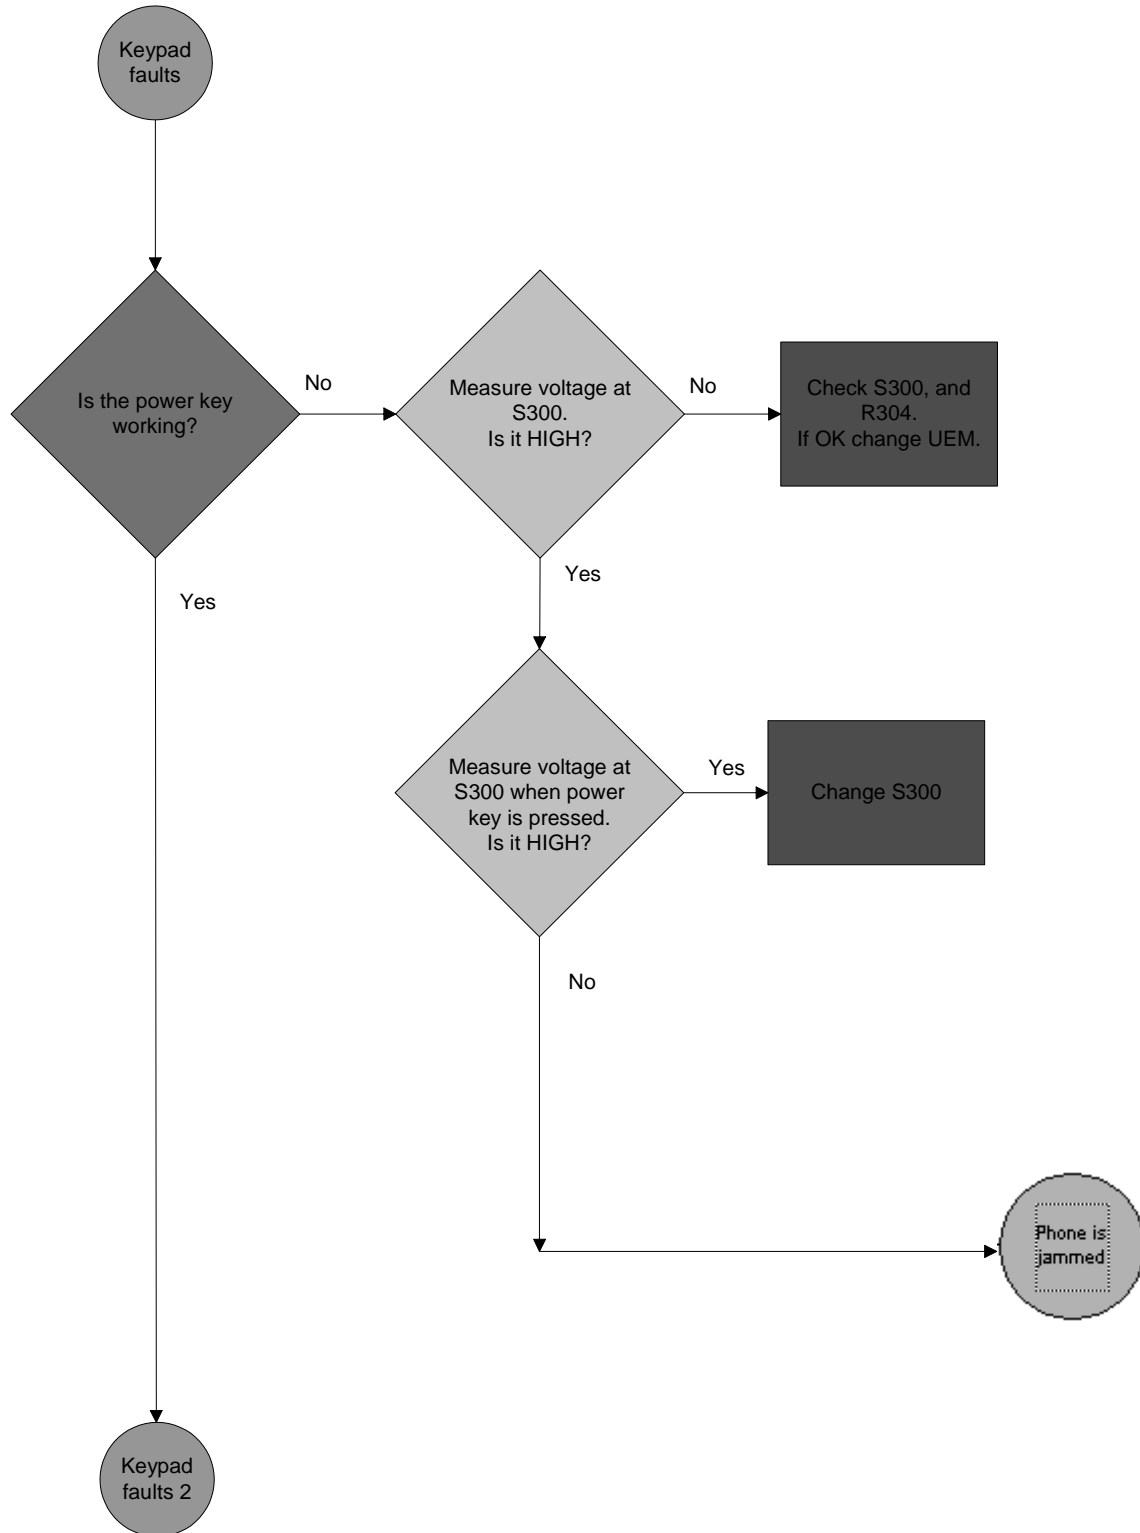 Keypad
faults
Is the power key
working?
No
Measure voltage at
S300.
Is it HIGH?
No
Check S300, and
R304.
If OK change UEM.
Yes
Yes
Measure voltage at
S300 when power
key is pressed.
Is it HIGH?
Yes
Change S300
No
Phone is
jammed
Keypad
faults 2